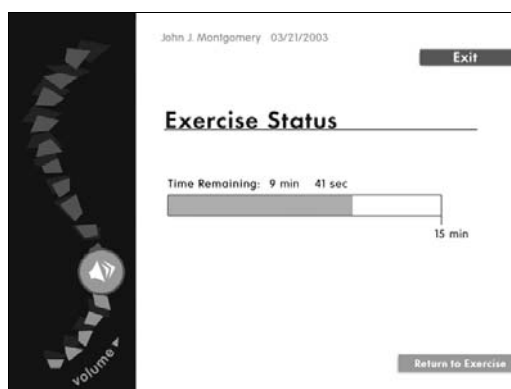 John J. Montgomery 03/21/2003
Exit
Exercise Status
Time Remaining: 9 min 41 sec
15 min
volume
Return to Exercise